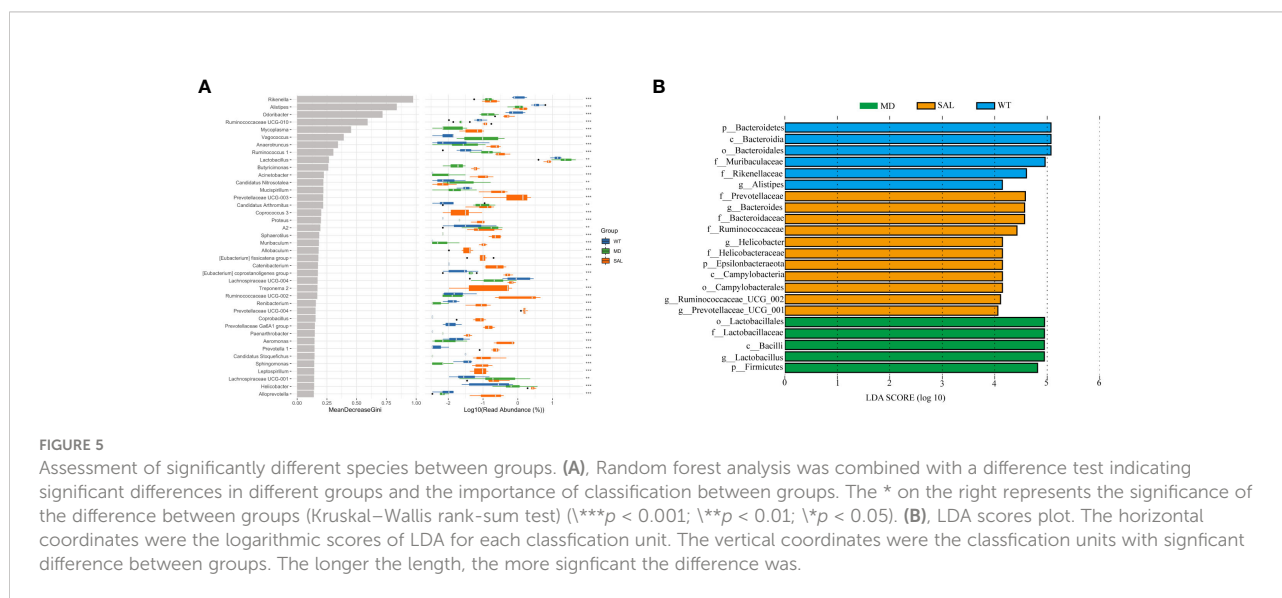 A
B
MD
SAL
WT
Rikenella
Alistipes
Odoribacter
Ruminococcaceae UCG-010
Mycoplasma
Vagococcus
Anaerotruncus
Ruminococcus 1
Lactobacillus
Butyricimonas
Acinetobacter
Candidatus Nitrosotalea
Mucispirillum
Prevotellaceae UCG-003
Candidatus Arthromitus
Coprococcus 3
Proteus
A2
Sphaerotilus
Muribaculum
Allobaculum
[Eubacterium] fissicatena group
Catenibacterium
[Eubacterium] coprostanoligenes group
Lachnospiraceae UCG-004
Treponema 2
Ruminococcaceae UCG-002
Renibacterium
Prevotellaceae UCG-004
Coprobacillus
Prevotellaceae Ga6A1 group
Paenarthrobacter
Aeromonas
Prevotella 1
Candidatus Stoquefichus
Sphingomonas
Leptospirillum
Lachnospiraceae UCG-001
Helicobacter
Alloprevotella
0.00 0.25 0.50 0.75 1.00
MeanDecreaseGini
-2 -1 0 1
Log10(Read Abundance (%))
Group
WT
MD
SAL
p__Bacteroidetes
c__Bacteroidia
o__Bacteroidales
f__Muribaculaceae
f__Rikenellaceae
g__Alistipes
f__Prevotellaceae
g__Bacteroides
f__Bacteroidaceae
f__Ruminococcaceae
g__Helicobacter
f__Helicobacteraceae
p__Epsilonbacteraeota
c__Campylobacteria
o__Campylobacterales
g__Ruminococcaceae_UCG_002
g__Prevotellaceae_UCG_001
o__Lactobacillales
f__Lactobacillaceae
c__Bacilli
g__Lactobacillus
p__Firmicutes
0 1 2 3 4 5 6
LDA SCORE (log 10)
FIGURE 5
Assessment of significantly different species between groups. (A), Random forest analysis was combined with a difference test indicating
significant differences in different groups and the importance of classification between groups. The * on the right represents the significance of
the difference between groups (Kruskal–Wallis rank-sum test) (\***p < 0.001; \**p < 0.01; \*p < 0.05). (B), LDA scores plot. The horizontal
coordinates were the logarithmic scores of LDA for each classfication unit. The vertical coordinates were the classfication units with signficant
difference between groups. The longer the length, the more signficant the difference was.